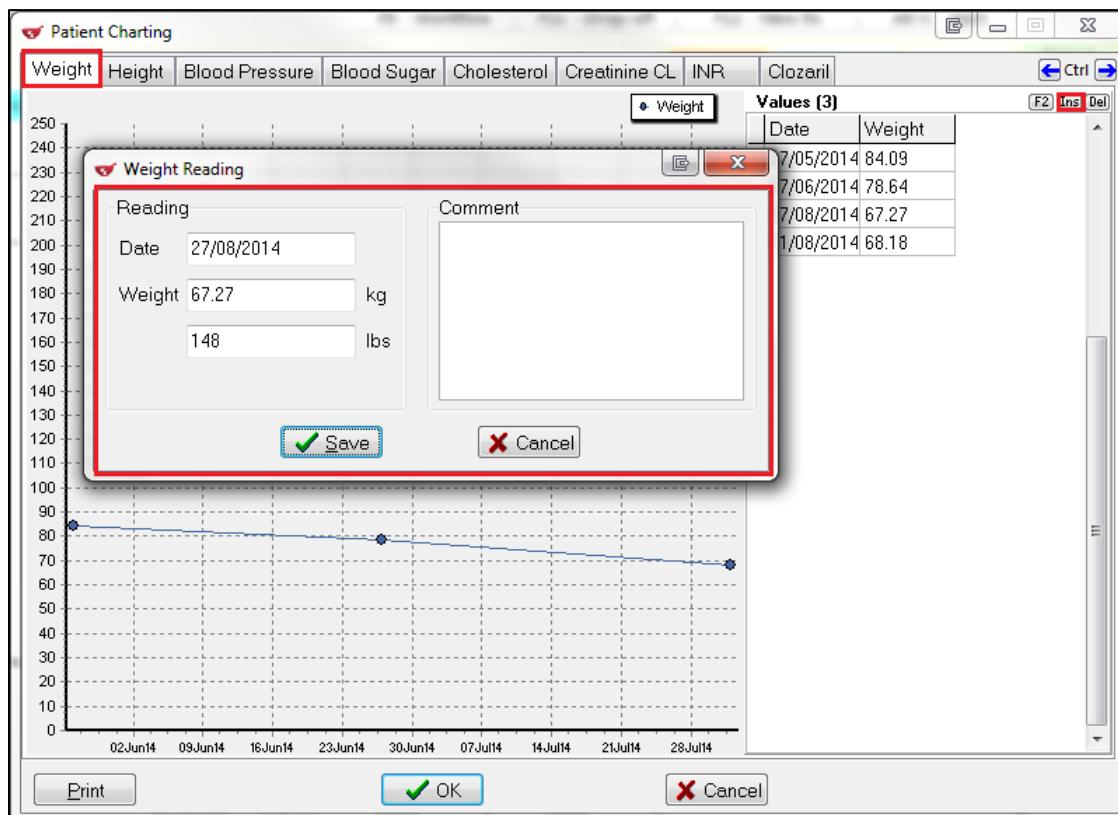 Patient Charting
Weight Height Blood Pressure Blood Sugar Cholesterol Creatinine CL INR Clozaril Ctrl
Weight
Values (3) F2 Ins Del
Date Weight
7/05/2014 84.09
7/06/2014 78.64
7/08/2014 67.27
1/08/2014 68.18
Weight Reading
Reading
Date 27/08/2014
Weight 67.27 kg
148 lbs
Comment
Save Cancel
250
240
230
220
210
200
190
180
170
160
150
140
130
120
110
100
90
80
70
60
50
40
30
20
10
0
02Jun14 09Jun14 16Jun14 23Jun14 30Jun14 07Jul14 14Jul14 21Jul14 28Jul14
Print OK Cancel